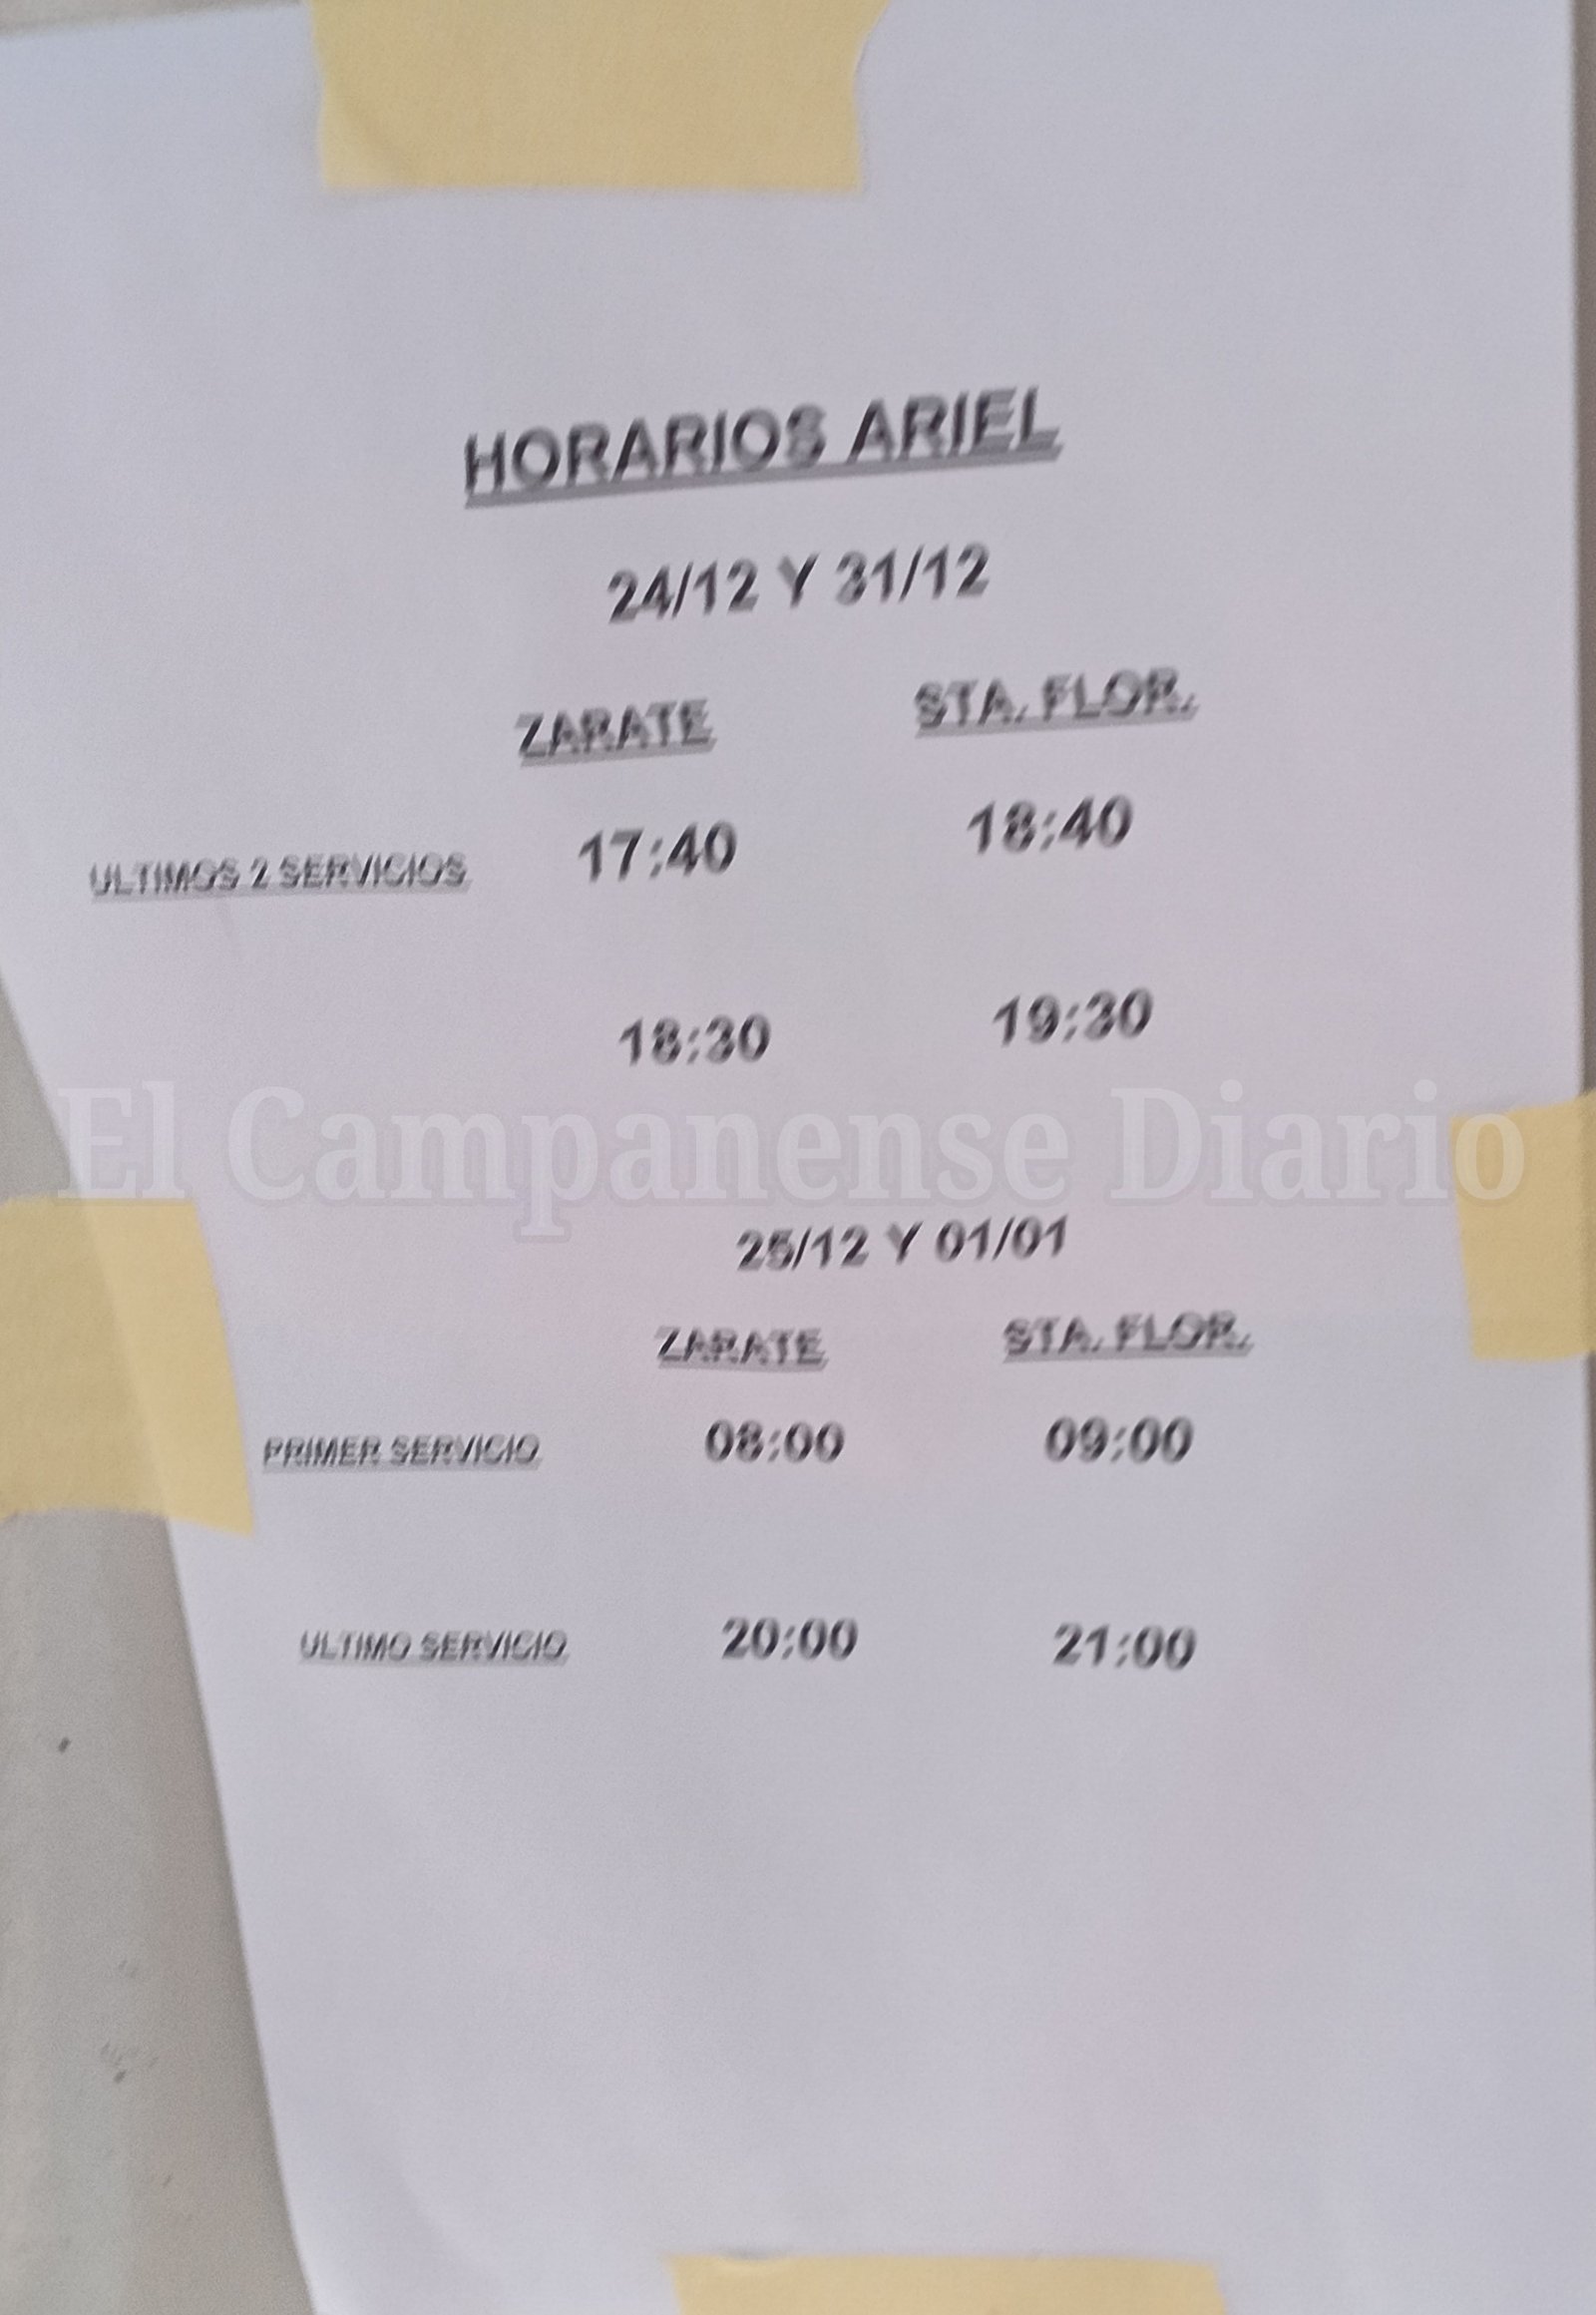 HORARIOS ARIEL
24/12 Y 31/12
ZARATE STA. FLOR.
ULTIMOS 2 SERVICIOS 17:40 18:40
18:30 19:30
El Campanense Diario
25/12 Y 01/01
ZARATE STA. FLOR.
PRIMER SERVICIO 08:00 09:00
ULTIMO SERVICIO 20:00 21:00